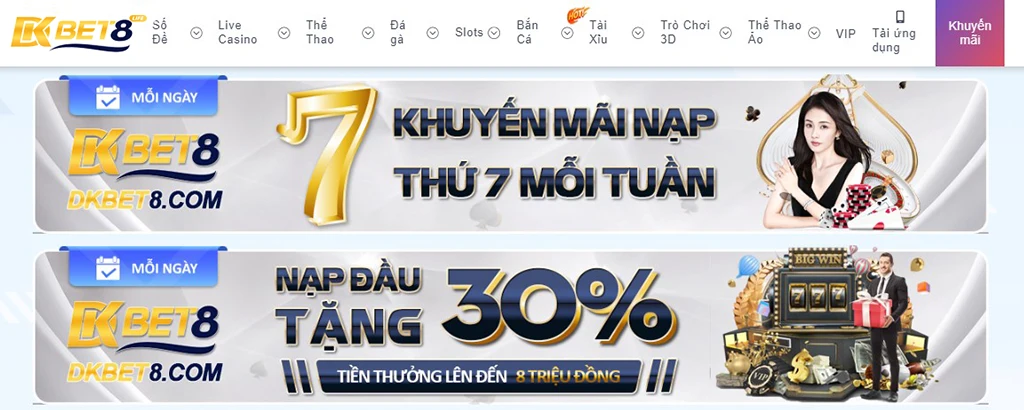 DKBET8 LIVE
Số Đề
Live Casino
Thể Thao
Đá gà
Slots
Bắn Cá
HOT
Tài Xỉu
Trò Chơi 3D
Thể Thao Ảo
VIP
Tải ứng dụng
Khuyến mãi
MỖI NGÀY
DKBET8
DKBET8.COM
7
KHUYẾN MÃI NẠP
THỨ 7 MỖI TUẦN
MỖI NGÀY
DKBET8
DKBET8.COM
NẠP ĐẦU
TẶNG
30%
TIỀN THƯỞNG LÊN ĐẾN 8 TRIỆU ĐỒNG
BIG WIN
777
VIP